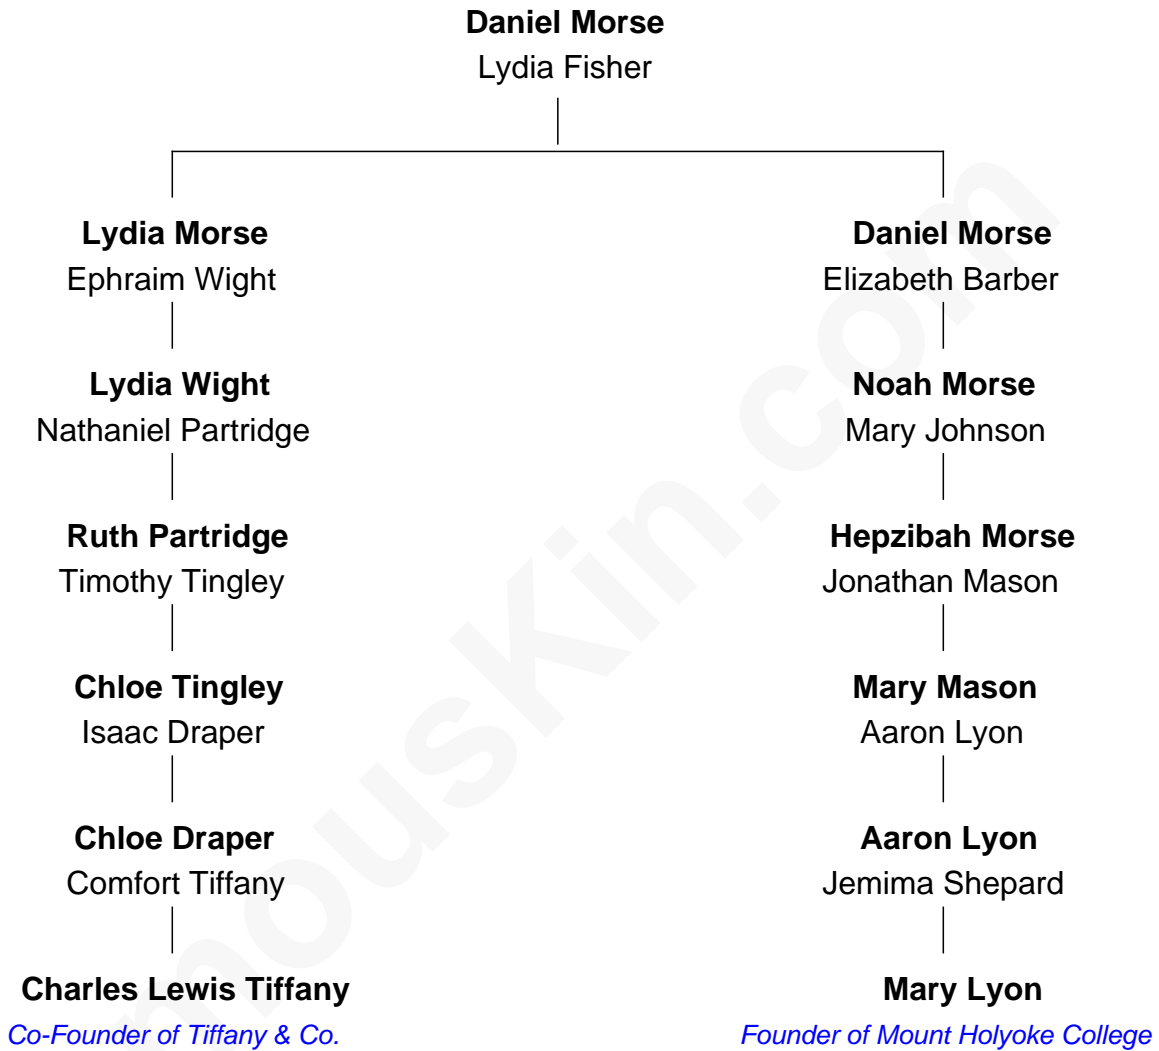 Daniel Morse
Lydia Fisher
Lydia Morse
Ephraim Wight
Daniel Morse
Elizabeth Barber
Lydia Wight
Nathaniel Partridge
Noah Morse
Mary Johnson
Ruth Partridge
Timothy Tingley
Hepzibah Morse
Jonathan Mason
Chloe Tingley
Isaac Draper
Mary Mason
Aaron Lyon
Chloe Draper
Comfort Tiffany
Aaron Lyon
Jemima Shepard
Charles Lewis Tiffany
Co-Founder of Tiffany & Co.
Mary Lyon
Founder of Mount Holyoke College
mousKin.com